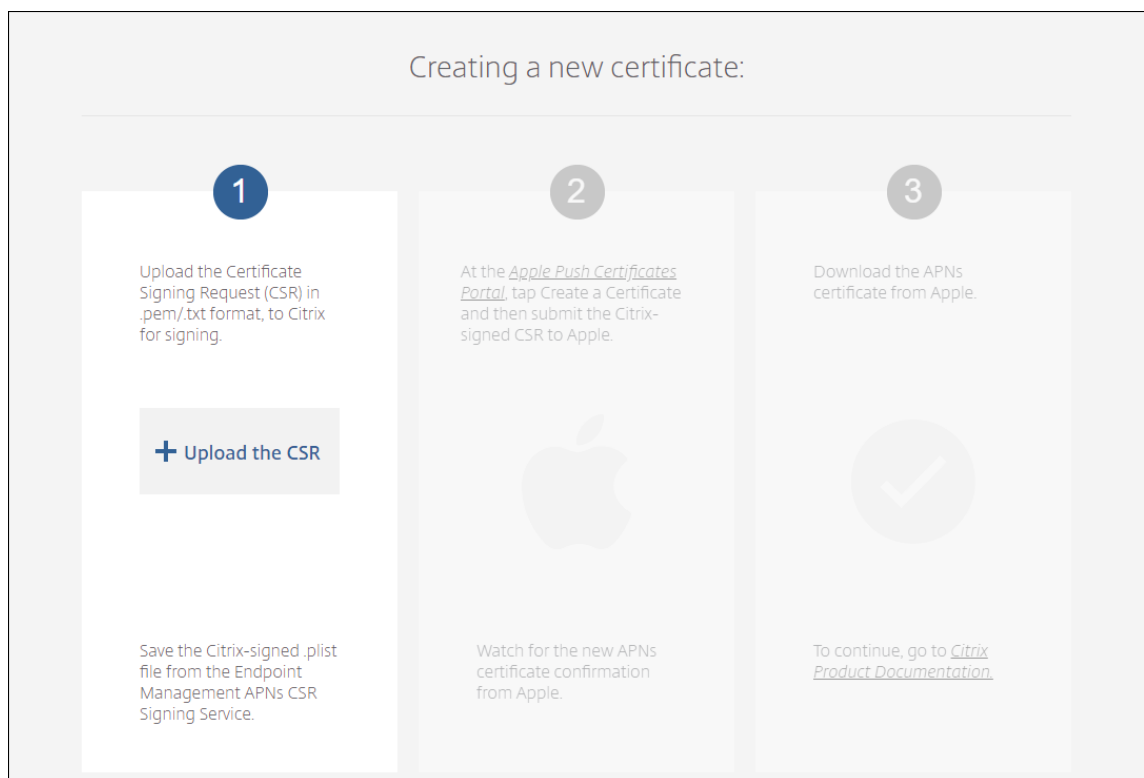 Creating a new certificate:
1
Upload the Certificate
Signing Request (CSR) in
.pem/.txt format, to Citrix
for signing.
+ Upload the CSR
Save the Citrix-signed .plist
file from the Endpoint
Management APNs CSR
Signing Service.
2
At the Apple Push Certificates
Portal, tap Create a Certificate
and then submit the Citrix-
signed CSR to Apple.
Watch for the new APNs
certificate confirmation
from Apple.
3
Download the APNs
certificate from Apple.
To continue, go to Citrix
Product Documentation.